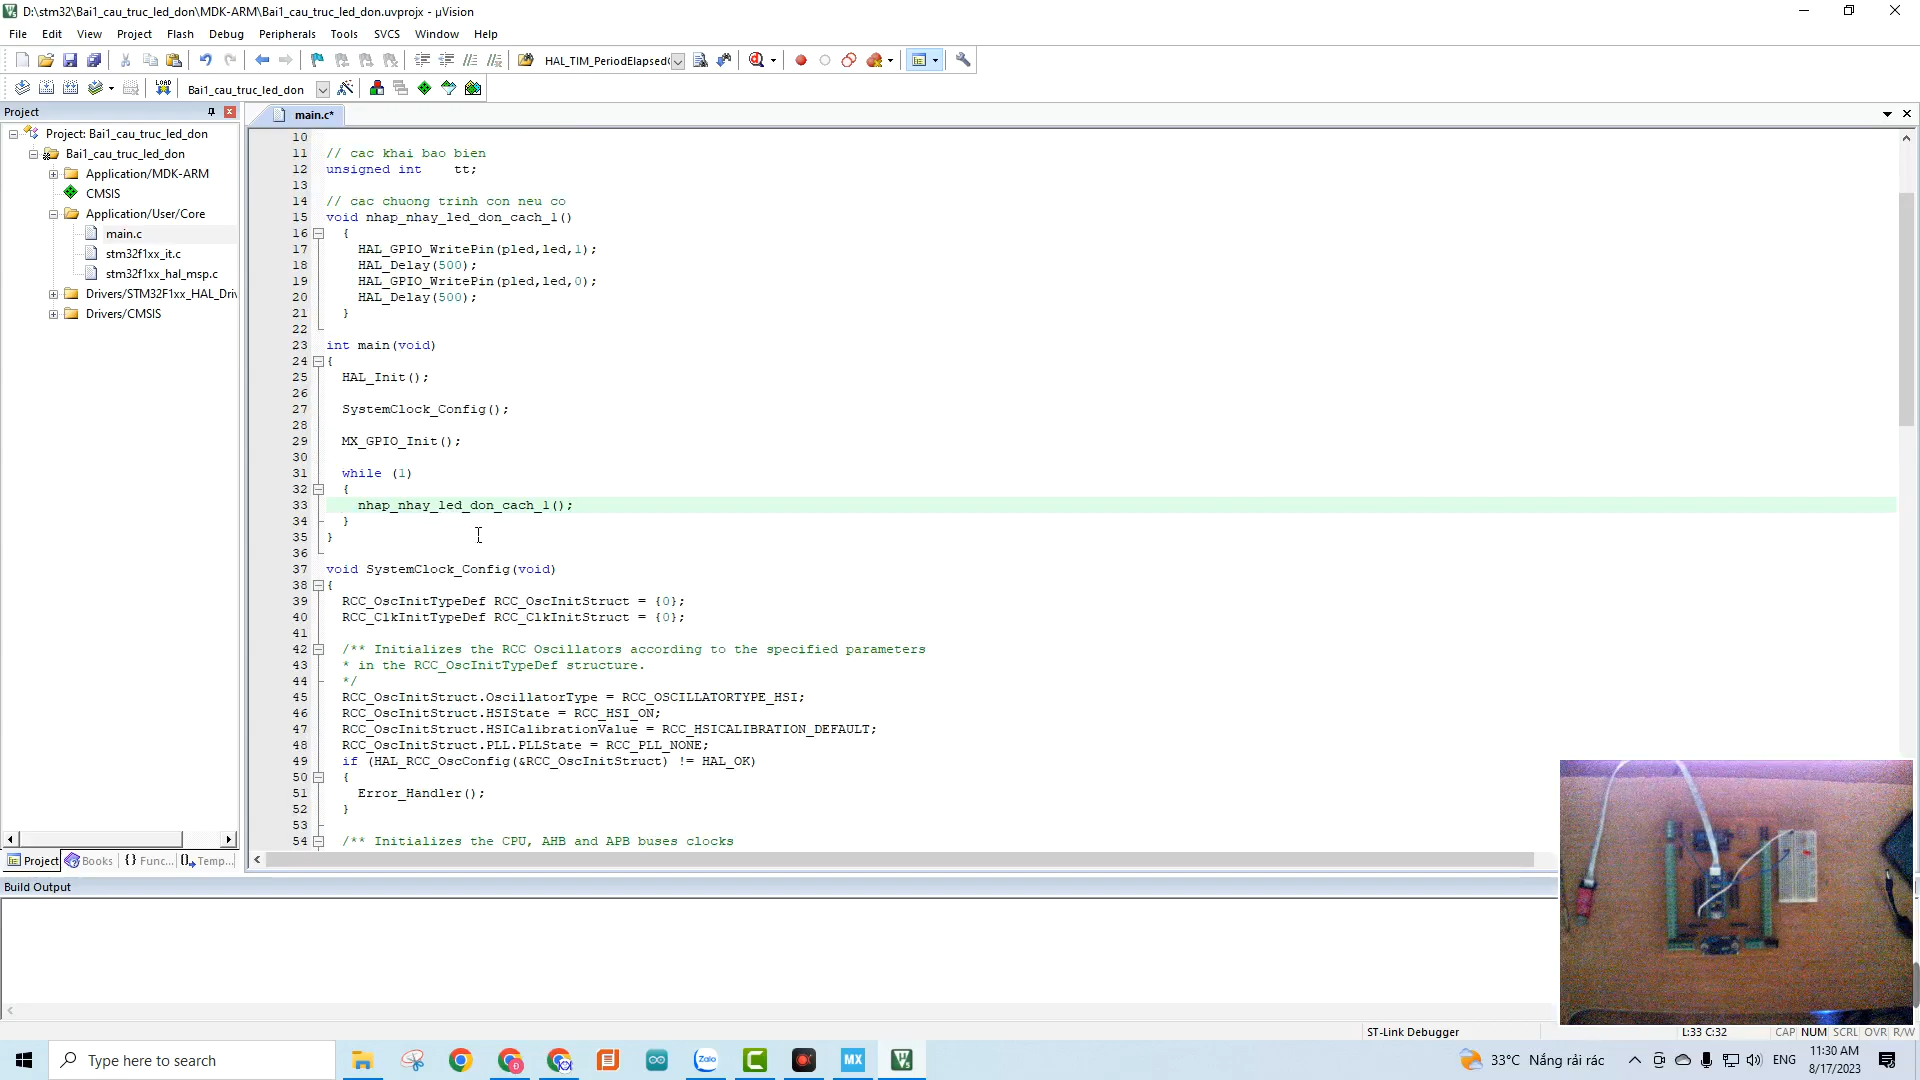 D:\stm32\Bai1_cau_truc_led_don\MDK-ARM\Bai1_cau_truc_led_don.uvprojx - µVision
File Edit View Project Flash Debug Peripherals Tools SVCS Window Help
HAL_TIM_PeriodElapsed
LOAD Bai1_cau_truc_led_don
Project
main.c*
Project: Bai1_cau_truc_led_don
Bai1_cau_truc_led_don
Application/MDK-ARM
CMSIS
Application/User/Core
main.c
stm32f1xx_it.c
stm32f1xx_hal_msp.c
Drivers/STM32F1xx_HAL_Driv
Drivers/CMSIS
Project Books {} Func... Temp...
10
11 // cac khai bao bien
12 unsigned int tt;
13
14 // cac chuong trinh con neu co
15 void nhap_nhay_led_don_cach_1()
16 {
17 HAL_GPIO_WritePin(pled,led,1);
18 HAL_Delay(500);
19 HAL_GPIO_WritePin(pled,led,0);
20 HAL_Delay(500);
21 }
22
23 int main(void)
24 {
25 HAL_Init();
26
27 SystemClock_Config();
28
29 MX_GPIO_Init();
30
31 while (1)
32 {
33 nhap_nhay_led_don_cach_1();
34 }
35 }
36
37 void SystemClock_Config(void)
38 {
39 RCC_OscInitTypeDef RCC_OscInitStruct = {0};
40 RCC_ClkInitTypeDef RCC_ClkInitStruct = {0};
41
42 /** Initializes the RCC Oscillators according to the specified parameters
43 * in the RCC_OscInitTypeDef structure.
44 */
45 RCC_OscInitStruct.OscillatorType = RCC_OSCILLATORTYPE_HSI;
46 RCC_OscInitStruct.HSIState = RCC_HSI_ON;
47 RCC_OscInitStruct.HSICalibrationValue = RCC_HSICALIBRATION_DEFAULT;
48 RCC_OscInitStruct.PLL.PLLState = RCC_PLL_NONE;
49 if (HAL_RCC_OscConfig(&RCC_OscInitStruct) != HAL_OK)
50 {
51 Error_Handler();
52 }
53
54 /** Initializes the CPU, AHB and APB buses clocks
Build Output
ST-Link Debugger L:33 C:32 CAP NUM SCRL OVR R/W
Type here to search
Zalo
MX
33°C Nắng rải rác
ENG
11:30 AM
8/17/2023